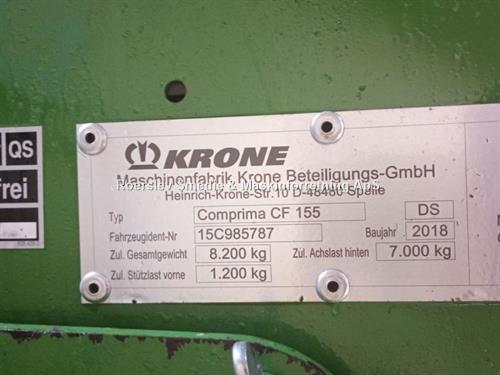 KRONE
Maschinenfabrik Krone Beteiligungs-GmbH
Heinrich-Krone-Str.10 D-48480 Spelle
Roerslev Smedie & Maskinforretning ApS
Typ Comprima CF 155 DS
Fahrzeugident-Nr 15C985787 Baujahr 2018
Zul. Gesamtgewicht 8.200 kg Zul. Achslast hinten 7.000 kg
Zul. Stützlast vorne 1.200 kg
QS
frei